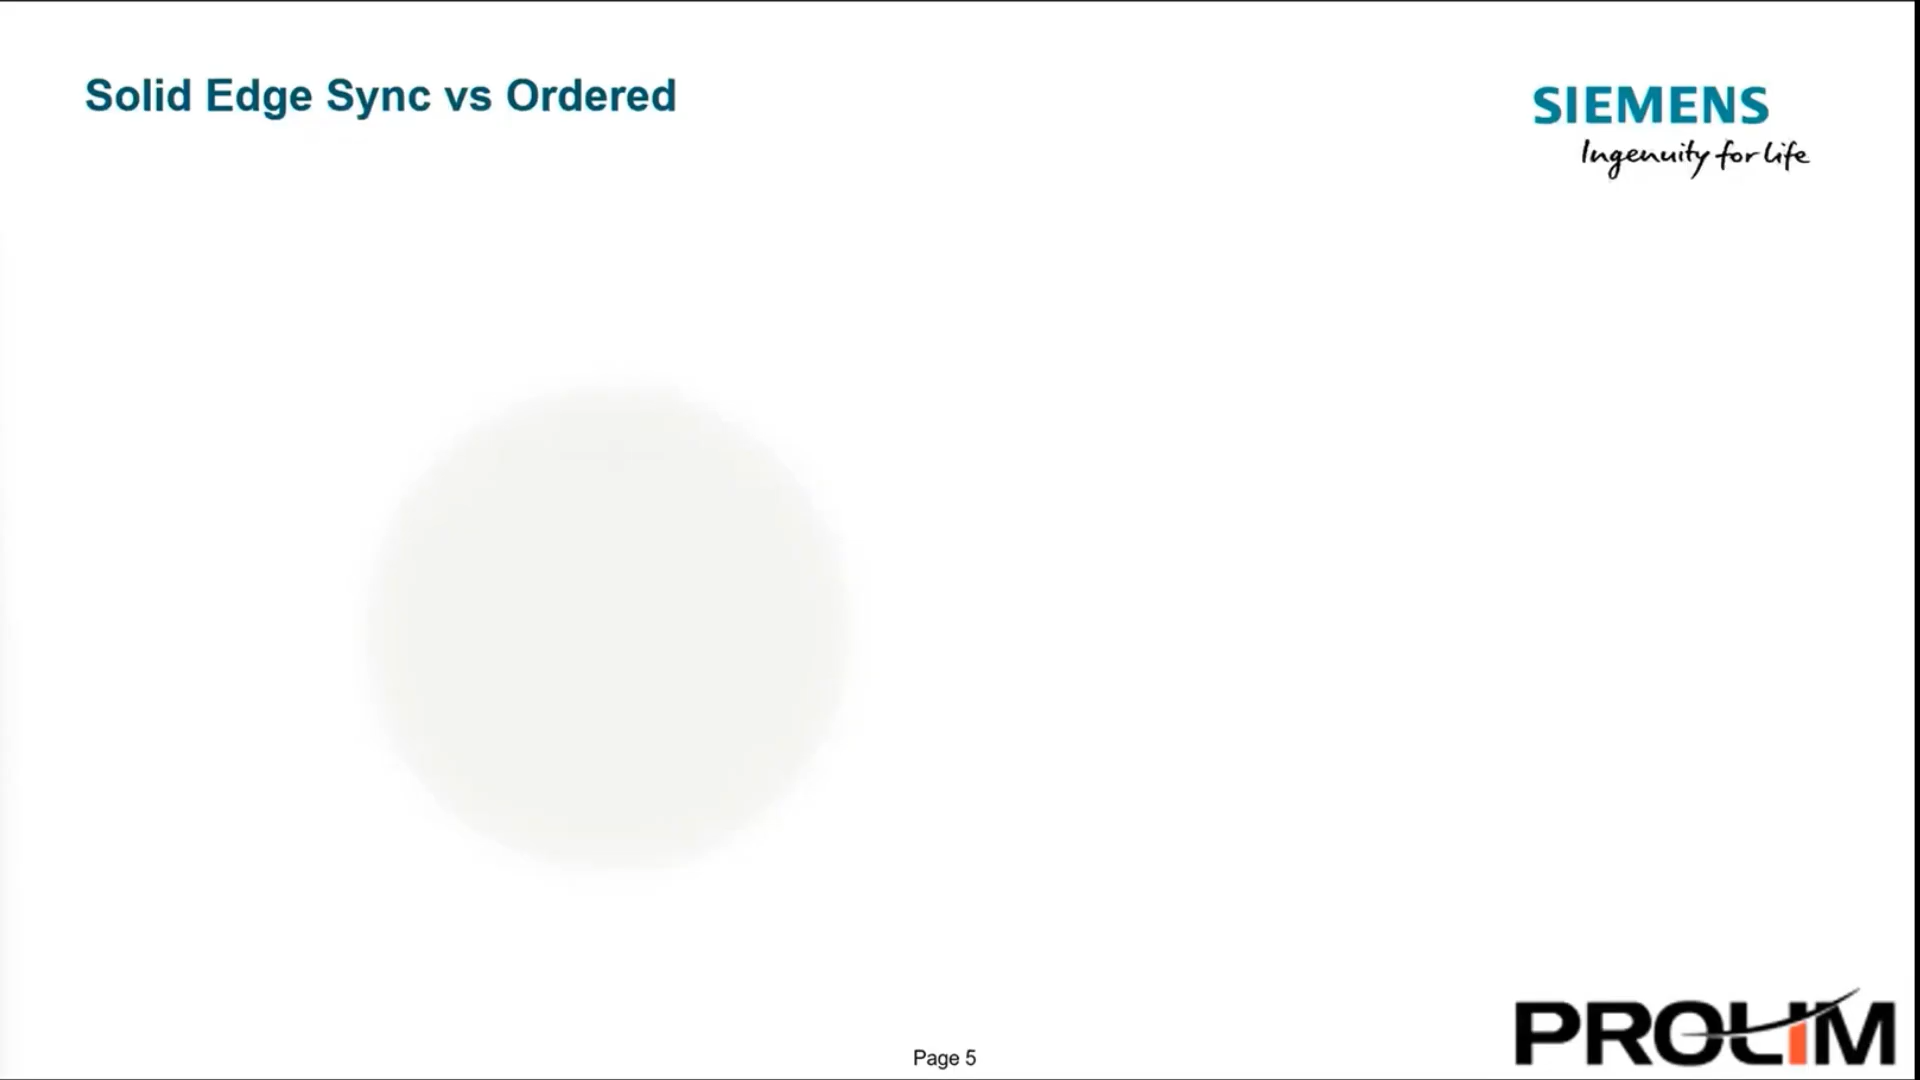 Solid Edge Sync vs Ordered
SIEMENS
Ingenuity for life
Page 5
PROLIM